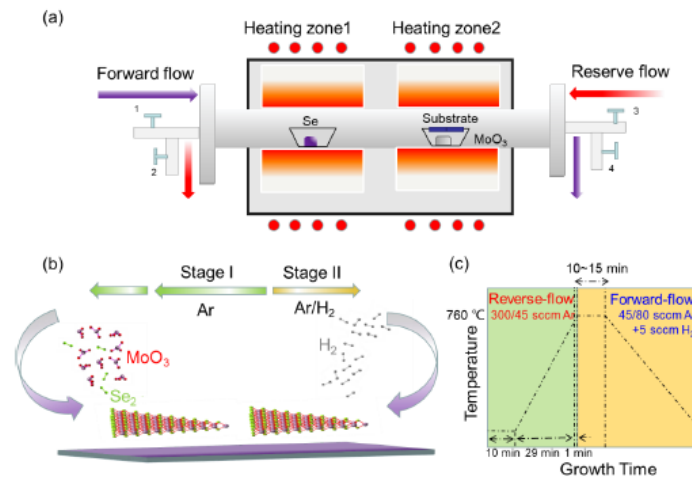 (a)
Heating zone1
Heating zone2
Forward flow
Reserve flow
1
2
Se
Substrate
MoO3
3
4
(b)
Stage I
Stage II
Ar
Ar/H2
MoO3
Se2
H2
(c)
10~15 min
Reverse-flow
300/45 sccm Ar
Forward-flow
45/80 sccm A
+5 sccm H
760 ℃
Temperature
10 min
29 min
1 min
Growth Time